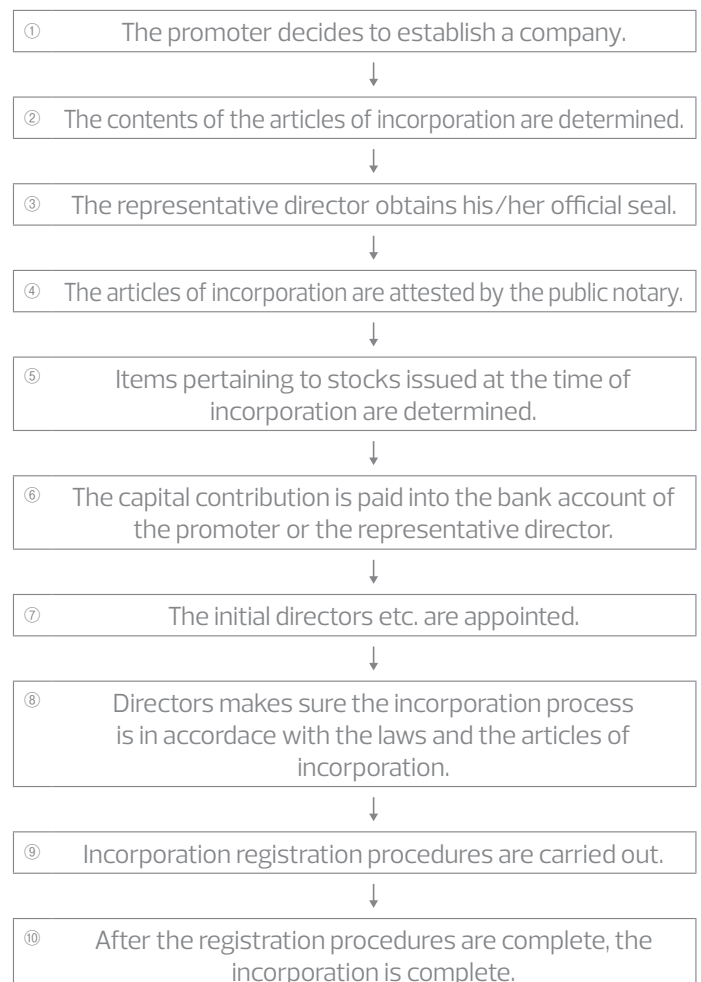 ① The promoter decides to establish a company.
② The contents of the articles of incorporation are determined.
③ The representative director obtains his/her official seal.
④ The articles of incorporation are attested by the public notary.
⑤ Items pertaining to stocks issued at the time of
incorporation are determined.
⑥ The capital contribution is paid into the bank account of
the promoter or the representative director.
⑦ The initial directors etc. are appointed.
⑧ Directors makes sure the incorporation process
is in accordace with the laws and the articles of
incorporation.
⑨ Incorporation registration procedures are carried out.
⑩ After the registration procedures are complete, the
incorporation is complete.